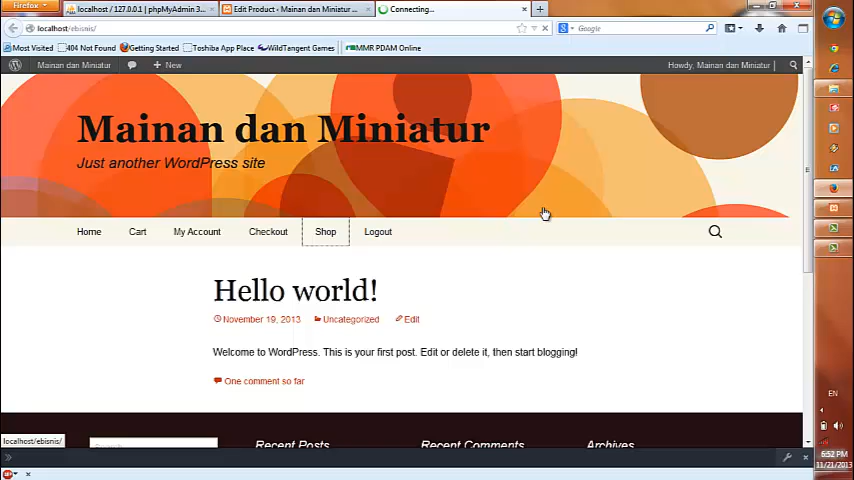 Firefox
localhost / 127.0.0.1 | phpMyAdmin 3....
Edit Product ‹ Mainan dan Miniatur ...
Connecting...
localhost/ebisnis/
Google
Most Visited
404 Not Found
Getting Started
Toshiba App Place
WildTangent Games
MMR PDAM Online
Mainan dan Miniatur
+ New
Howdy, Mainan dan Miniatur
Mainan dan Miniatur
Just another WordPress site
Home
Cart
My Account
Checkout
Shop
Logout
Hello world!
November 19, 2013
Uncategorized
Edit
Welcome to WordPress. This is your first post. Edit or delete it, then start blogging!
One comment so far
localhost/ebisnis/
Recent Posts
Recent Comments
Archives
EN
6:52 PM
11/21/2013